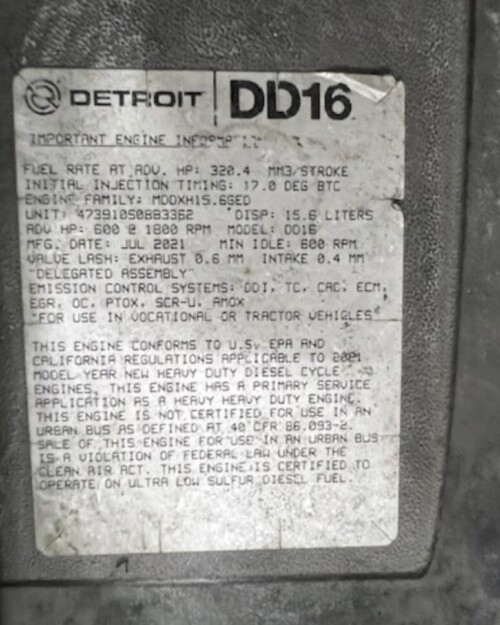 DETROIT DD16
IMPORTANT ENGINE
FUEL RATE AT ADV. HP: 320.4 MM3/STROKE
INITIAL INJECTION TIMING: 17.0 DEG BTC
ENGINE FAMILY: MDDXH15.6GED
UNIT: 473910S0883362 DISP: 15.6 LITERS
ADV HP: 600 @ 1800 RPM MODEL: DD16
MFG. DATE: JUL 2021 MIN IDLE: 600 RPM
VALVE LASH: EXHAUST 0.6 MM INTAKE 0.4 MM
"DELEGATED ASSEMBLY"
EMISSION CONTROL SYSTEMS: DDI, TC, CAC, ECM,
EGR, OC, PTOX, SCR-U, AMOX
"FOR USE IN VOCATIONAL OR TRACTOR VEHICLES"
THIS ENGINE CONFORMS TO U.S. EPA AND
CALIFORNIA REGULATIONS APPLICABLE TO 2021
MODEL YEAR NEW HEAVY DUTY DIESEL CYCLE
ENGINES. THIS ENGINE HAS A PRIMARY SERVICE
APPLICATION AS A HEAVY HEAVY DUTY ENGINE.
THIS ENGINE IS NOT CERTIFIED FOR USE IN AN
URBAN BUS AS DEFINED AT 40 CFR 86.093-2.
SALE OF THIS ENGINE FOR USE IN AN URBAN BUS
IS A VIOLATION OF FEDERAL LAW UNDER THE
CLEAN AIR ACT. THIS ENGINE IS CERTIFIED TO
OPERATE ON ULTRA LOW SULFUR DIESEL FUEL.